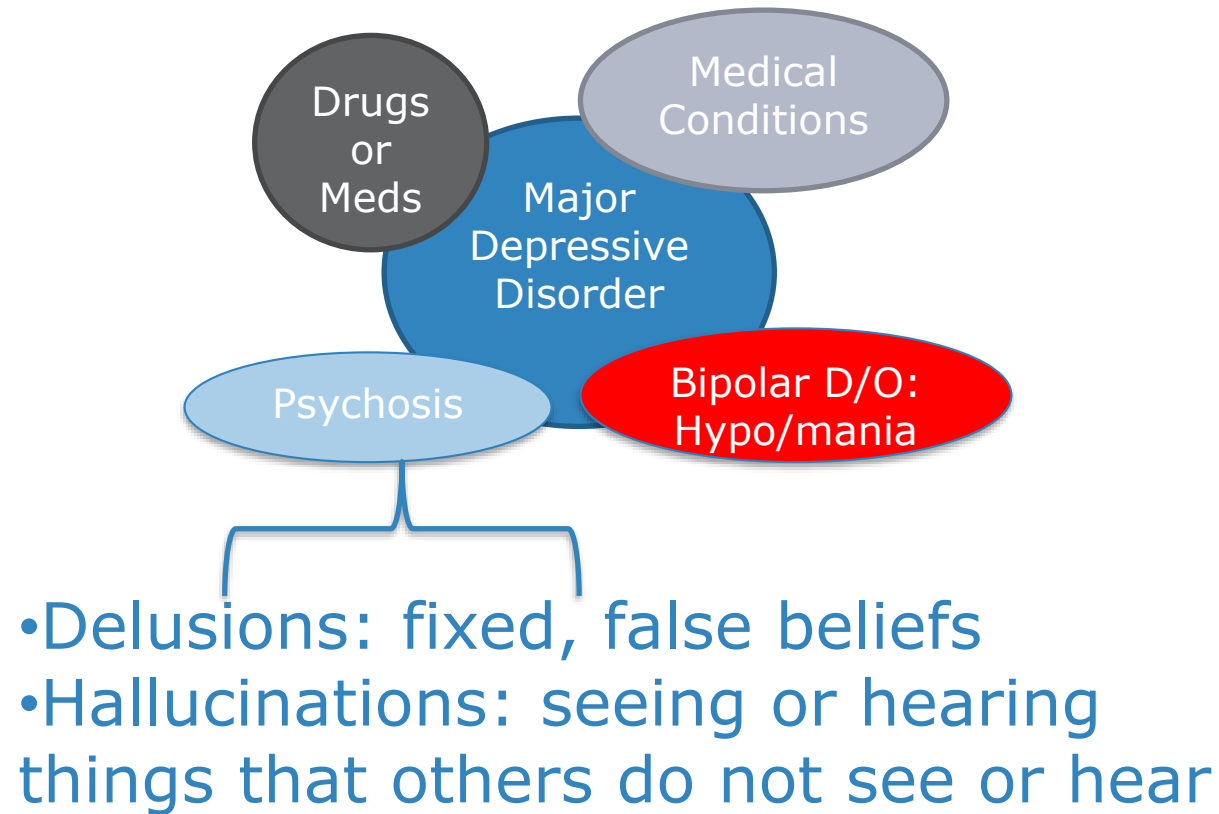 Drugs
or
Meds
Medical
Conditions
Major
Depressive
Disorder
Psychosis
Bipolar D/O:
Hypo/mania
•Delusions: fixed, false beliefs
•Hallucinations: seeing or hearing
things that others do not see or hear